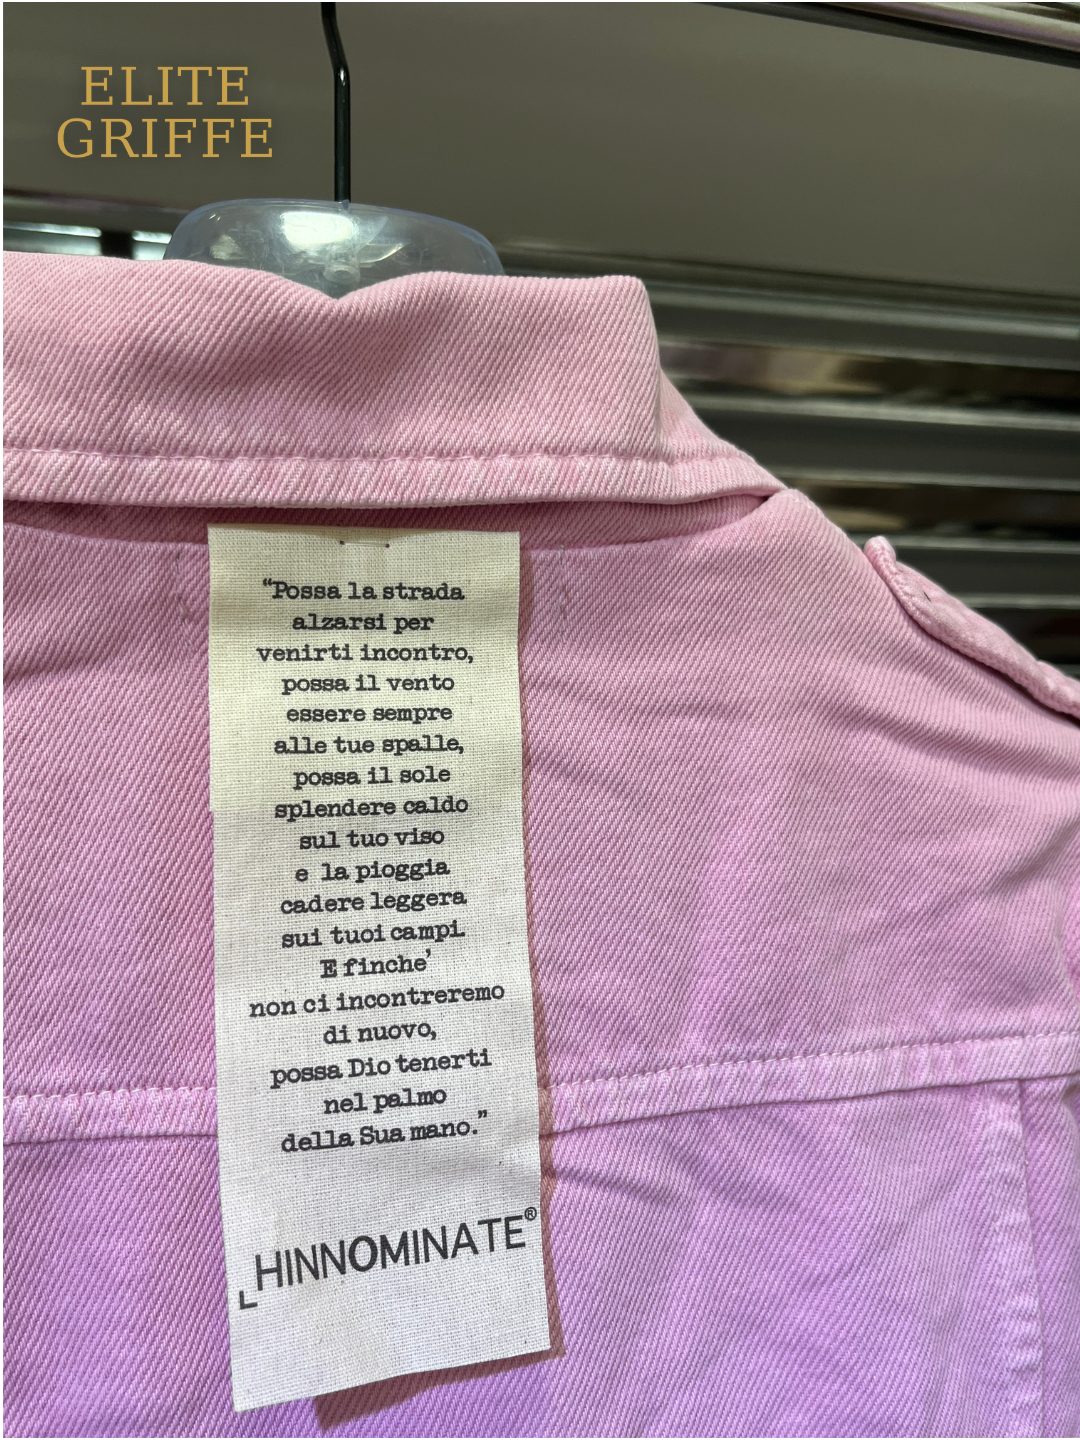 ELITE
GRIFFE
“Possa la strada
alzarsi per
venirti incontro,
possa il vento
essere sempre
alle tue spalle,
possa il sole
splendere caldo
sul tuo viso
e la pioggia
cadere leggera
sui tuoi campi.
E finche’
non ci incontreremo
di nuovo,
possa Dio tenerti
nel palmo
della Sua mano.”
HINNOMINATE®